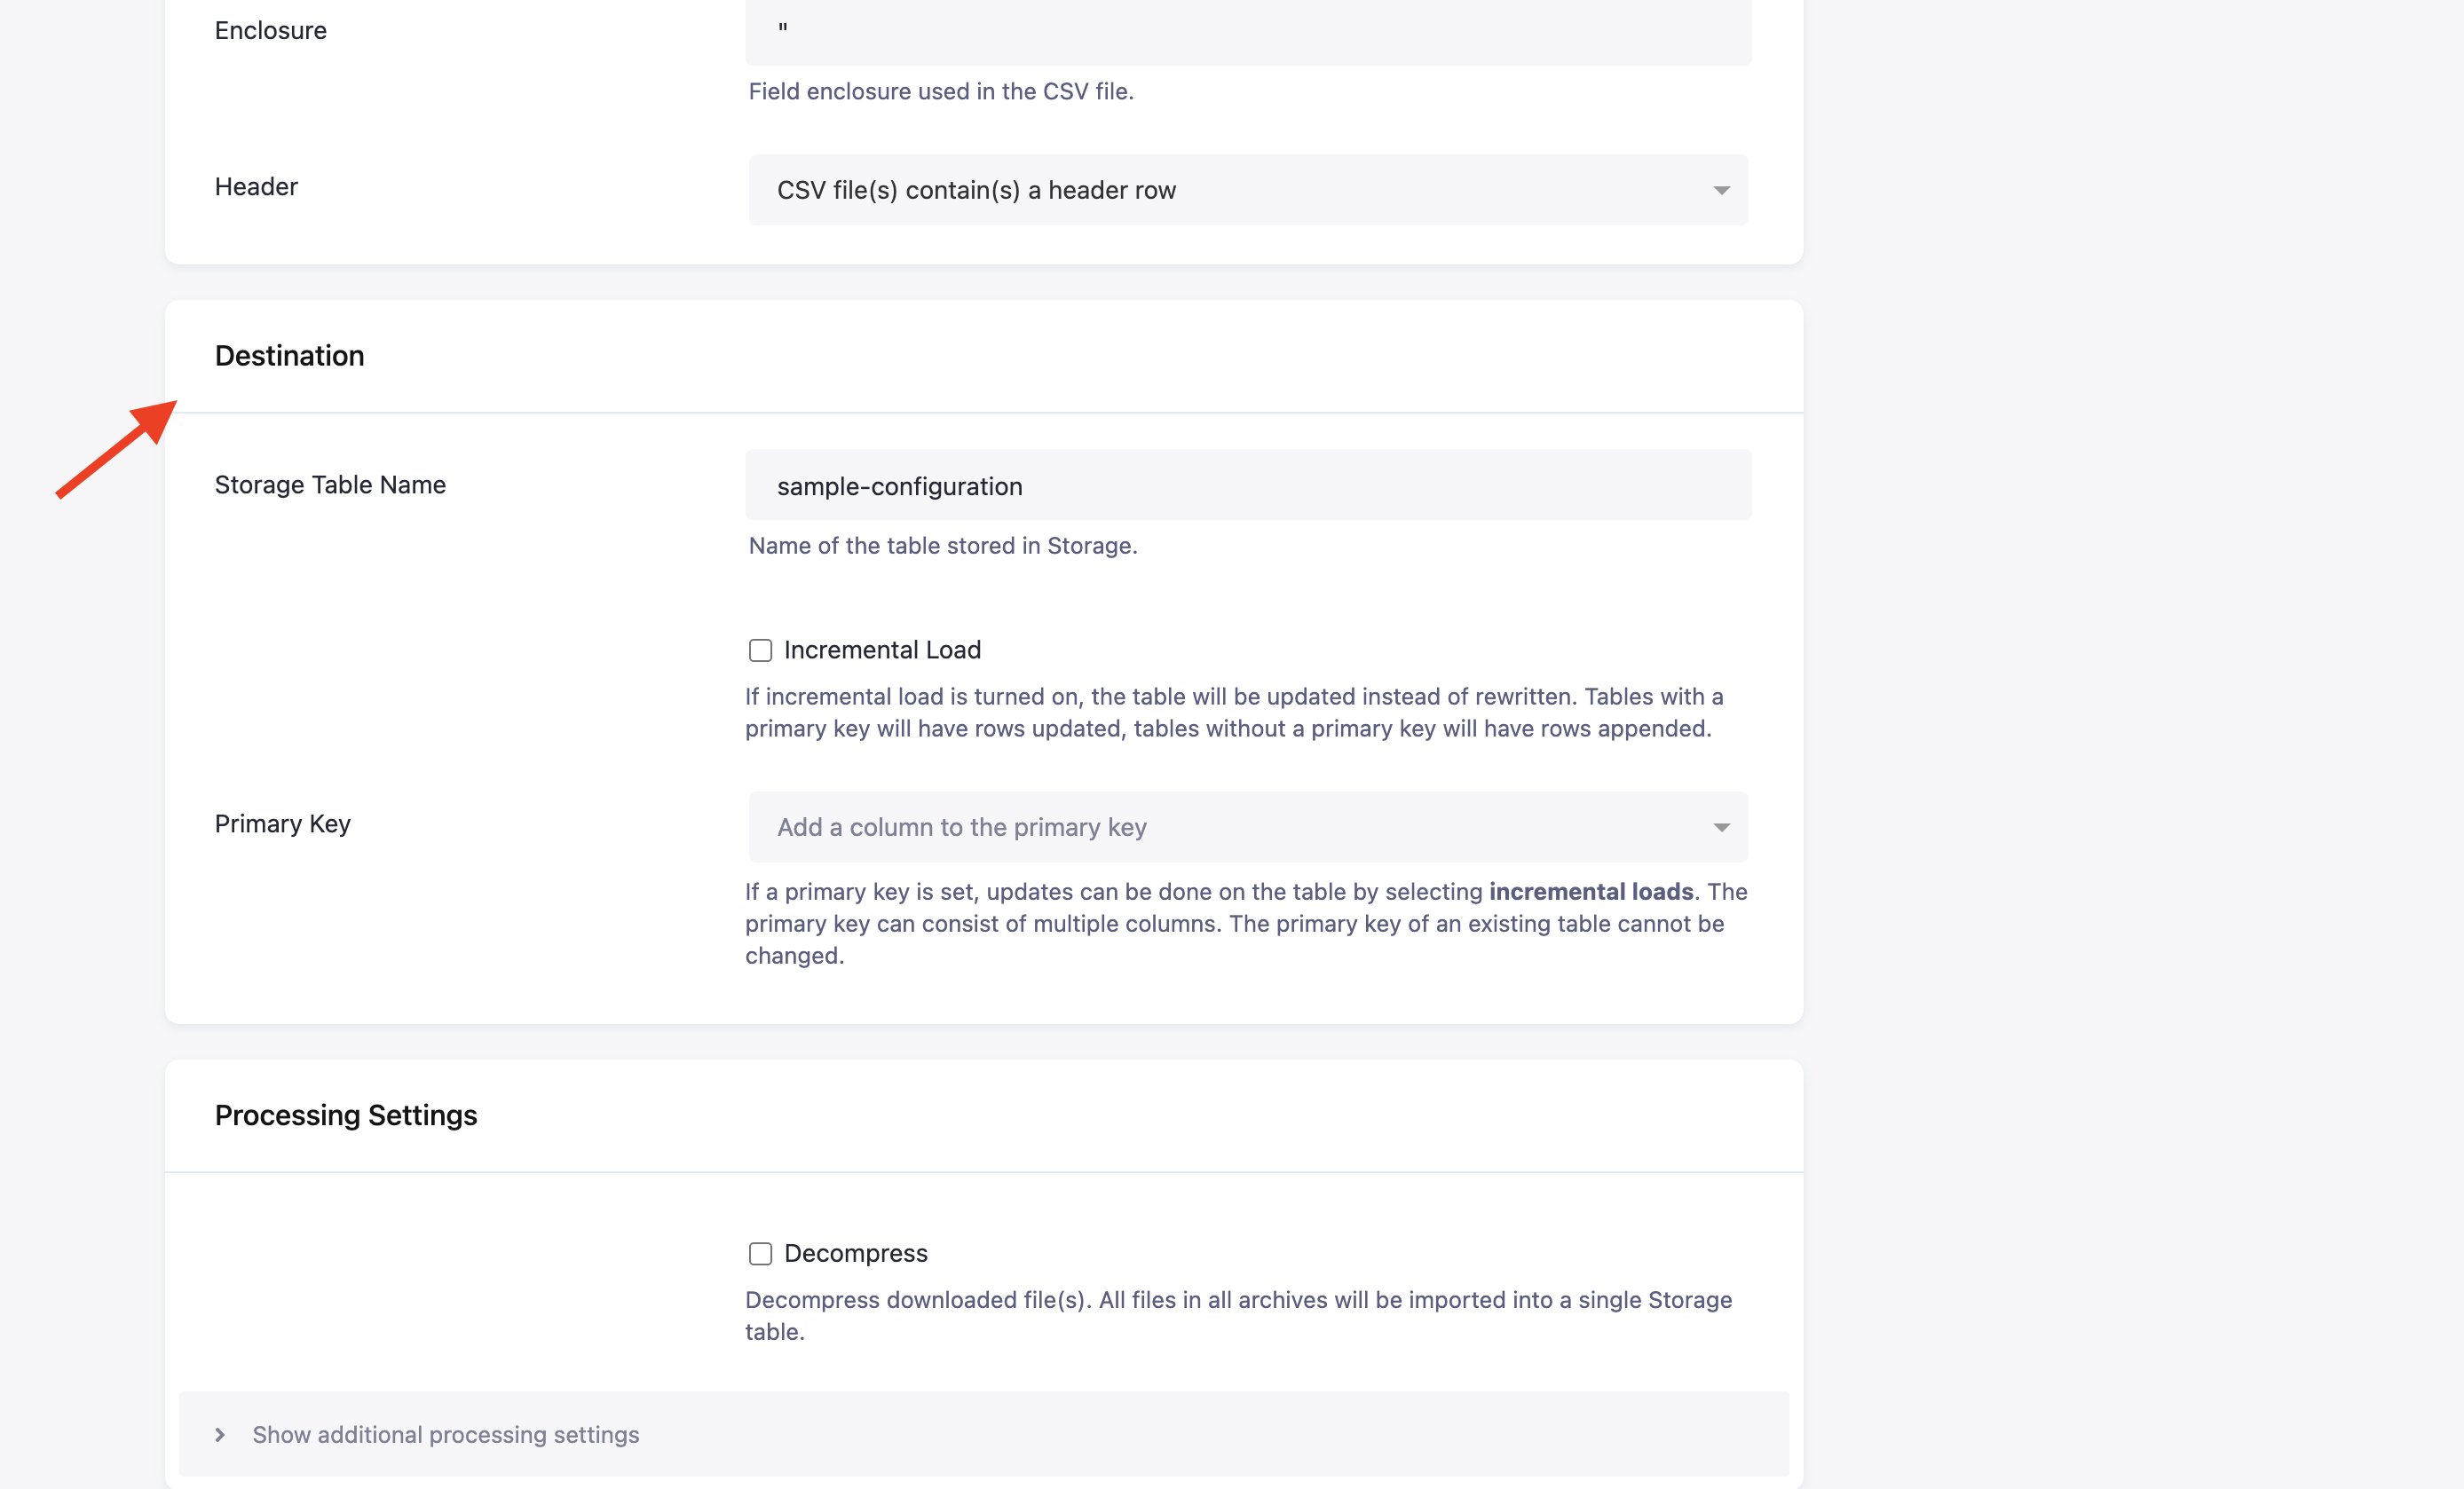 Enclosure
"
Field enclosure used in the CSV file.
Header
CSV file(s) contain(s) a header row
Destination
Storage Table Name
sample-configuration
Name of the table stored in Storage.
Incremental Load
If incremental load is turned on, the table will be updated instead of rewritten. Tables with a
primary key will have rows updated, tables without a primary key will have rows appended.
Primary Key
Add a column to the primary key
If a primary key is set, updates can be done on the table by selecting incremental loads. The
primary key can consist of multiple columns. The primary key of an existing table cannot be
changed.
Processing Settings
Decompress
Decompress downloaded file(s). All files in all archives will be imported into a single Storage
table.
Show additional processing settings